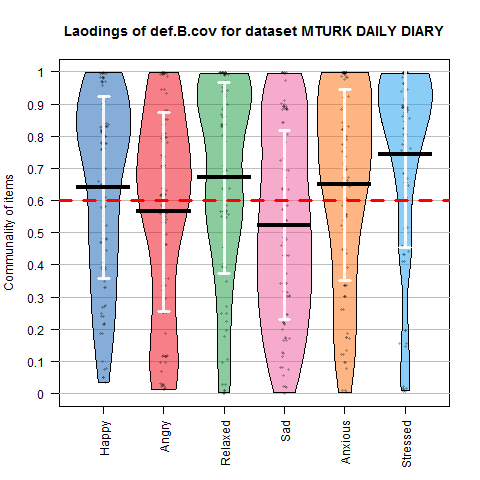 Laodings of def.B.cov for dataset MTURK DAILY DIARY
Communality of items
1
0.9
0.8
0.7
0.6
0.5
0.4
0.3
0.2
0.1
0
Happy
Angry
Relaxed
Sad
Anxious
Stressed